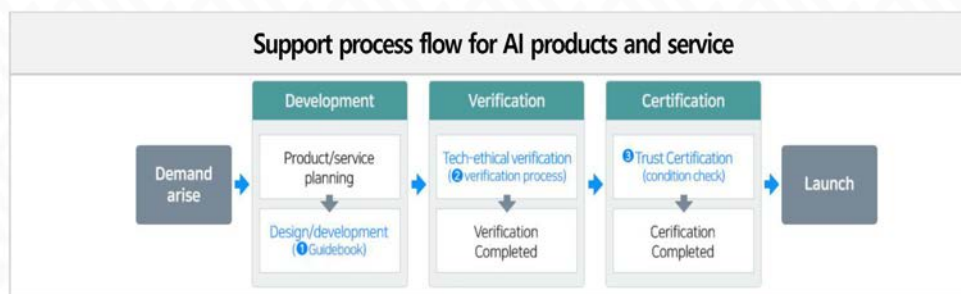 Support process flow for AI products and service
Demand
arise
Development
Product/service
planning
Design/development
(❶Guidebook)
Verification
Tech-ethical verification
(❷verification process)
Verification
Completed
Certification
❸Trust Certification
(condition check)
Cerification
Completed
Launch